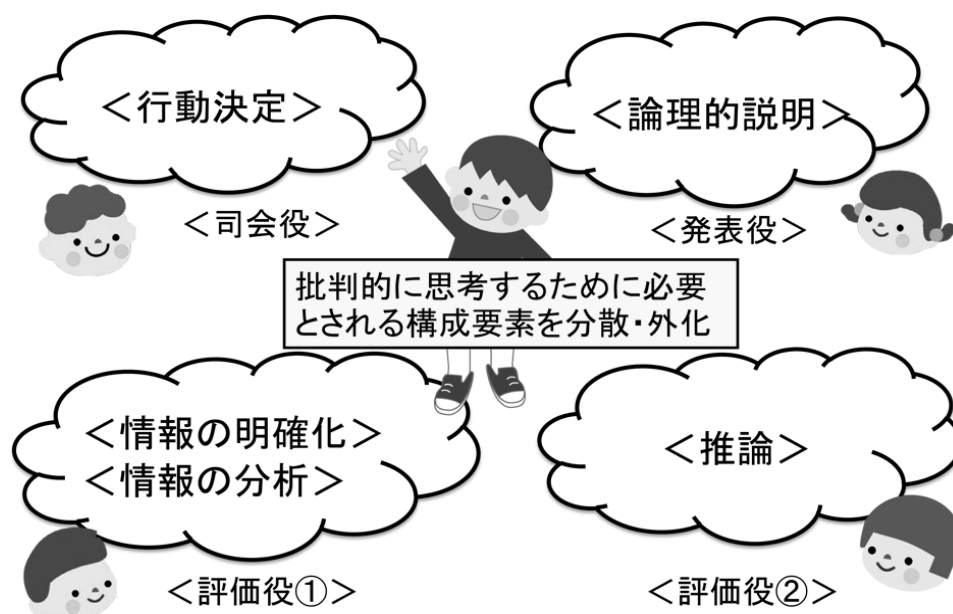 ＜行動決定＞
＜論理的説明＞
＜司会役＞
＜発表役＞
批判的に思考するために必要
とされる構成要素を分散・外化
＜情報の明確化＞
＜情報の分析＞
＜推論＞
＜評価役①＞
＜評価役②＞